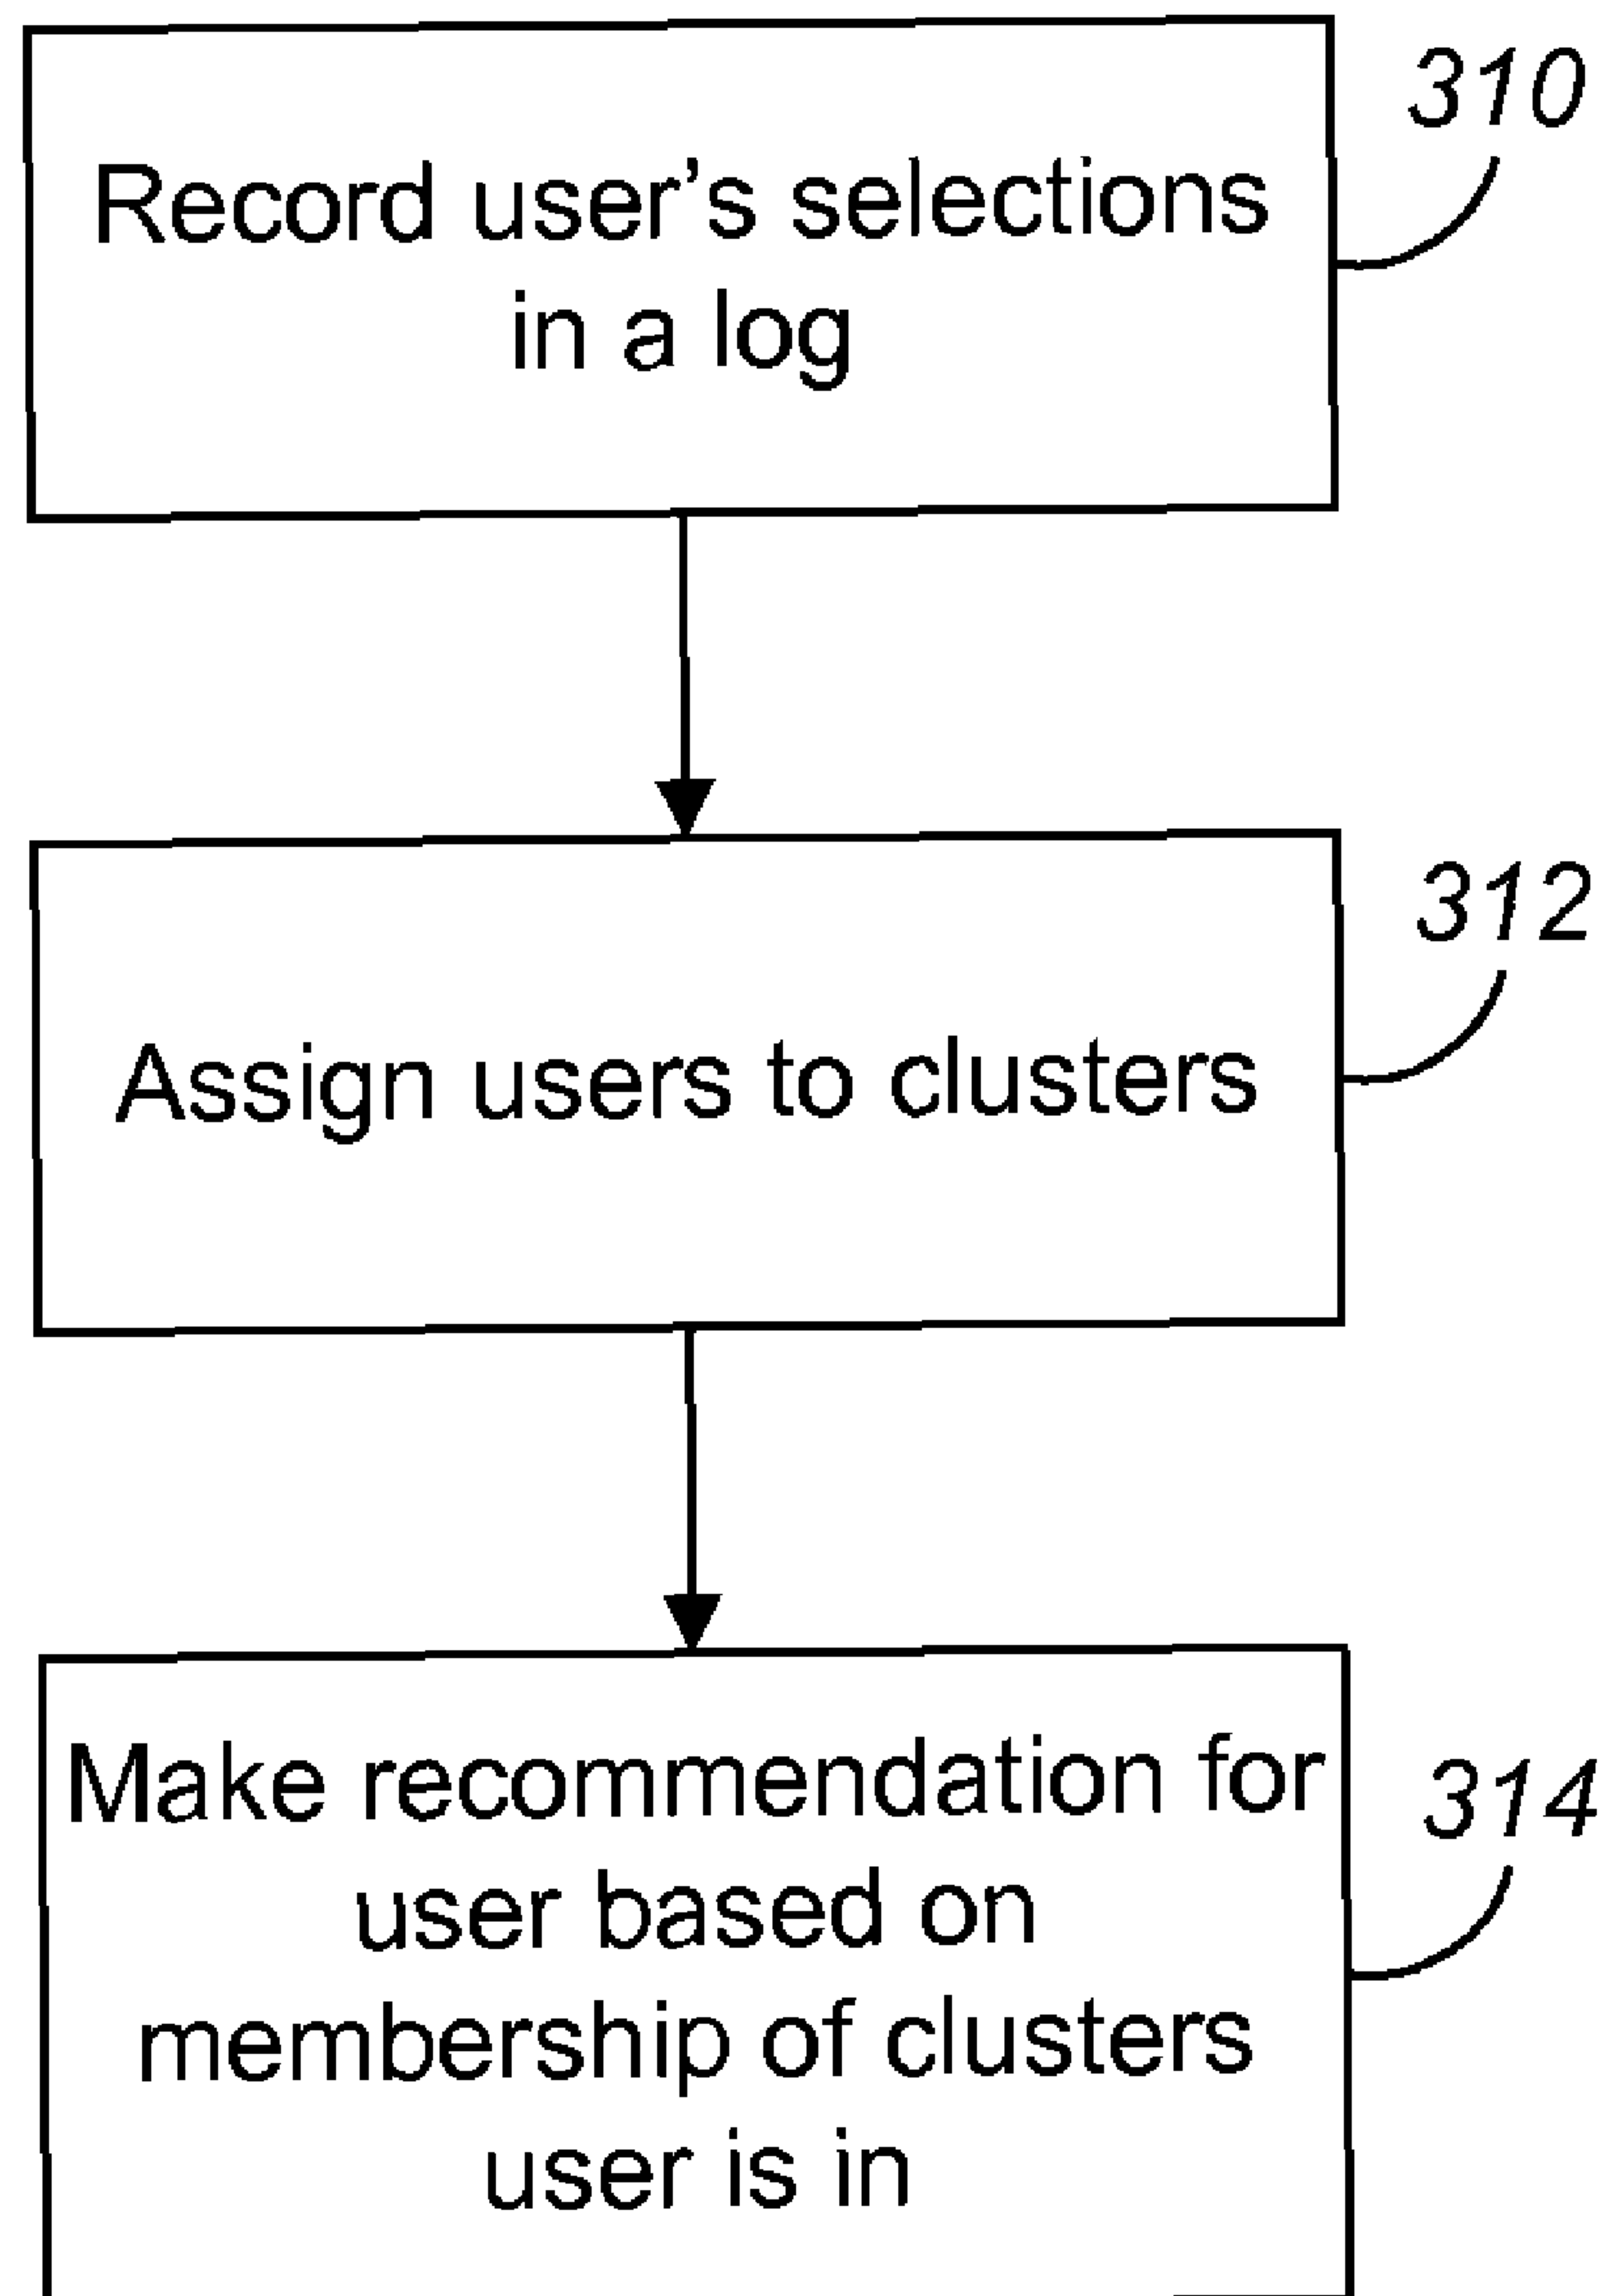 310
Record user’s selections
in a log
312
Assign users to clusters
314
Make recommendation for
user based on
membership of clusters
user is in